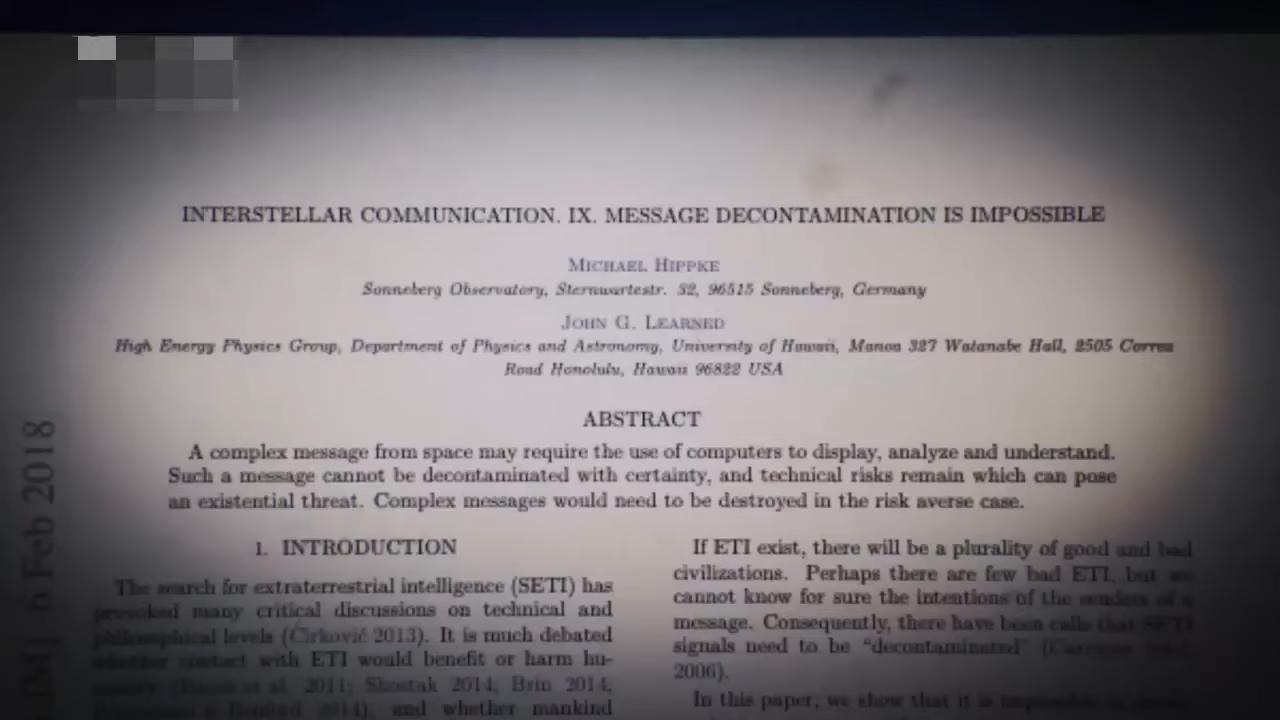 INTERSTELLAR COMMUNICATION. IX. MESSAGE DECONTAMINATION IS IMPOSSIBLE
MICHAEL HIPPKE
Sonneberg Observatory, Sternwartestr. 32, 96515 Sonneberg, Germany
JOHN G. LEARNED
High Energy Physics Group, Department of Physics and Astronomy, University of Hawaii, Manoa 327 Watanabe Hall, 2505 Correa
Road Honolulu, Hawaii 96822 USA
ABSTRACT
A complex message from space may require the use of computers to display, analyze and understand.
Such a message cannot be decontaminated with certainty, and technical risks remain which can pose
an existential threat. Complex messages would need to be destroyed in the risk averse case.
1. INTRODUCTION
The search for extraterrestrial intelligence (SETI) has
provoked many critical discussions on technical and
philosophical levels (Ćirković 2013). It is much debated
whether contact with ETI would benefit or harm hu-
2011; Shostak 2014; Brin 2014;
2014), and whether mankind
If ETI exist, there will be a plurality of good and bad
civilizations. Perhaps there are few bad ETI, but we
cannot know for sure the intentions of the senders of a
message. Consequently, there have been calls that SETI
signals need to be "decontaminated"
2006).
In this paper, we show that it is impossible
6 Feb 2018